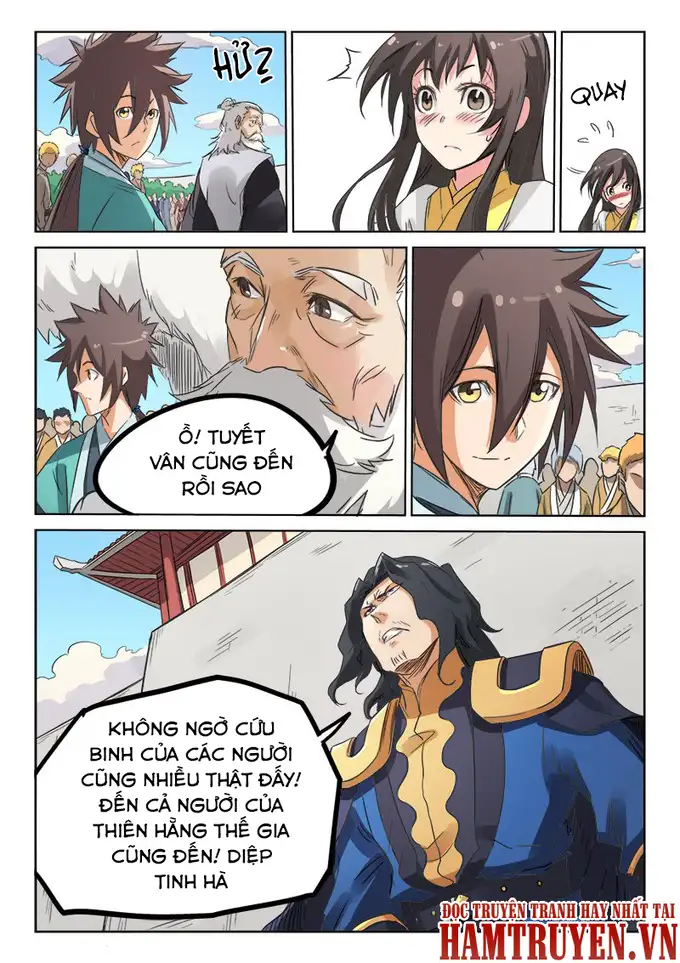 HỬ?
QUAY
Ồ! TUYẾT
VÂN CŨNG ĐẾN
RỒI SAO
KHÔNG NGỜ CỨU
BINH CỦA CÁC NGƯỜI
CŨNG NHIỀU THẬT ĐẤY!
ĐẾN CẢ NGƯỜI CỦA
THIÊN HẰNG THẾ GIA
CŨNG ĐẾN! DIỆP
TINH HÀ
ĐỌC TRUYỆN TRANH HAY NHẤT TẠI
HAMTRUYEN.VN